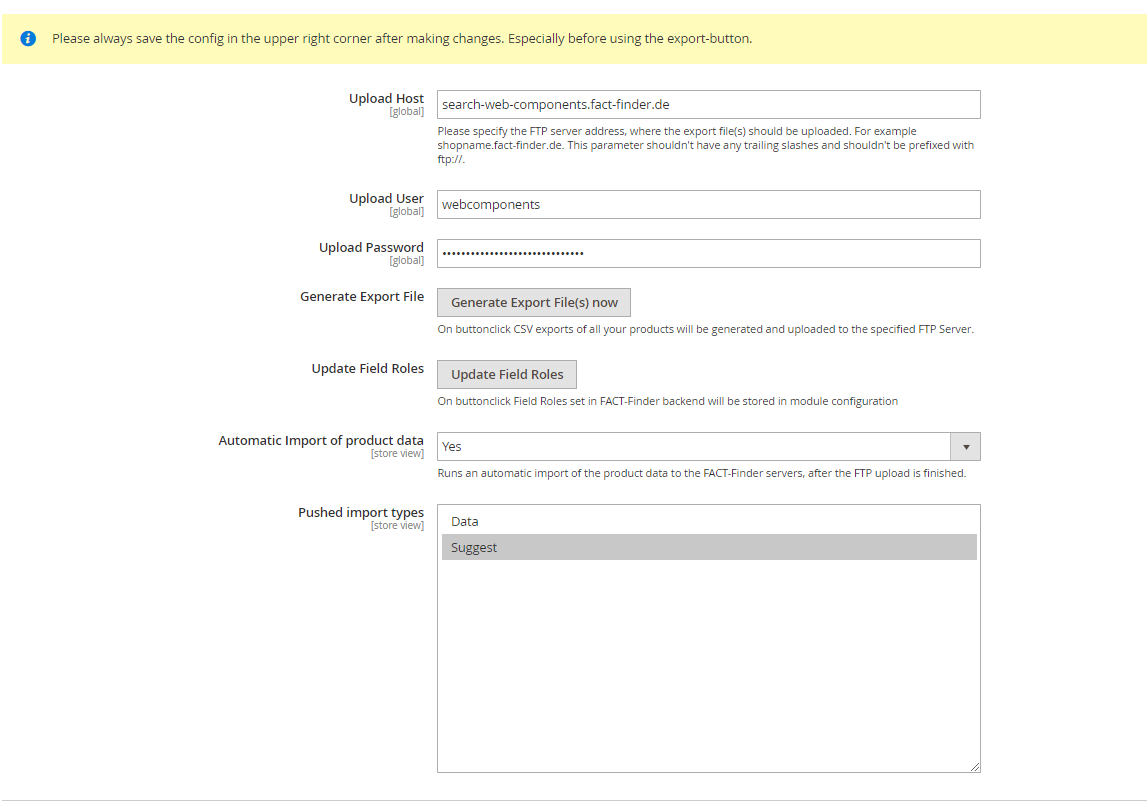 Please always save the config in the upper right corner after making changes. Especially before using the export-button.
Upload Host
[global]
search-web-components.fact-finder.de
Please specify the FTP server address, where the export file(s) should be uploaded. For example
shopname.fact-finder.de. This parameter shouldn't have any trailing slashes and shouldn't be prefixed with
ftp://.
Upload User
[global]
webcomponents
Upload Password
[global]
••••••••••••••••••••••••••••••
Generate Export File
Generate Export File(s) now
On buttonclick CSV exports of all your products will be generated and uploaded to the specified FTP Server.
Update Field Roles
Update Field Roles
On buttonclick Field Roles set in FACT-Finder backend will be stored in module configuration
Automatic Import of product data
[store view]
Yes
Runs an automatic import of the product data to the FACT-Finder servers, after the FTP upload is finished.
Pushed import types
[store view]
Data
Suggest